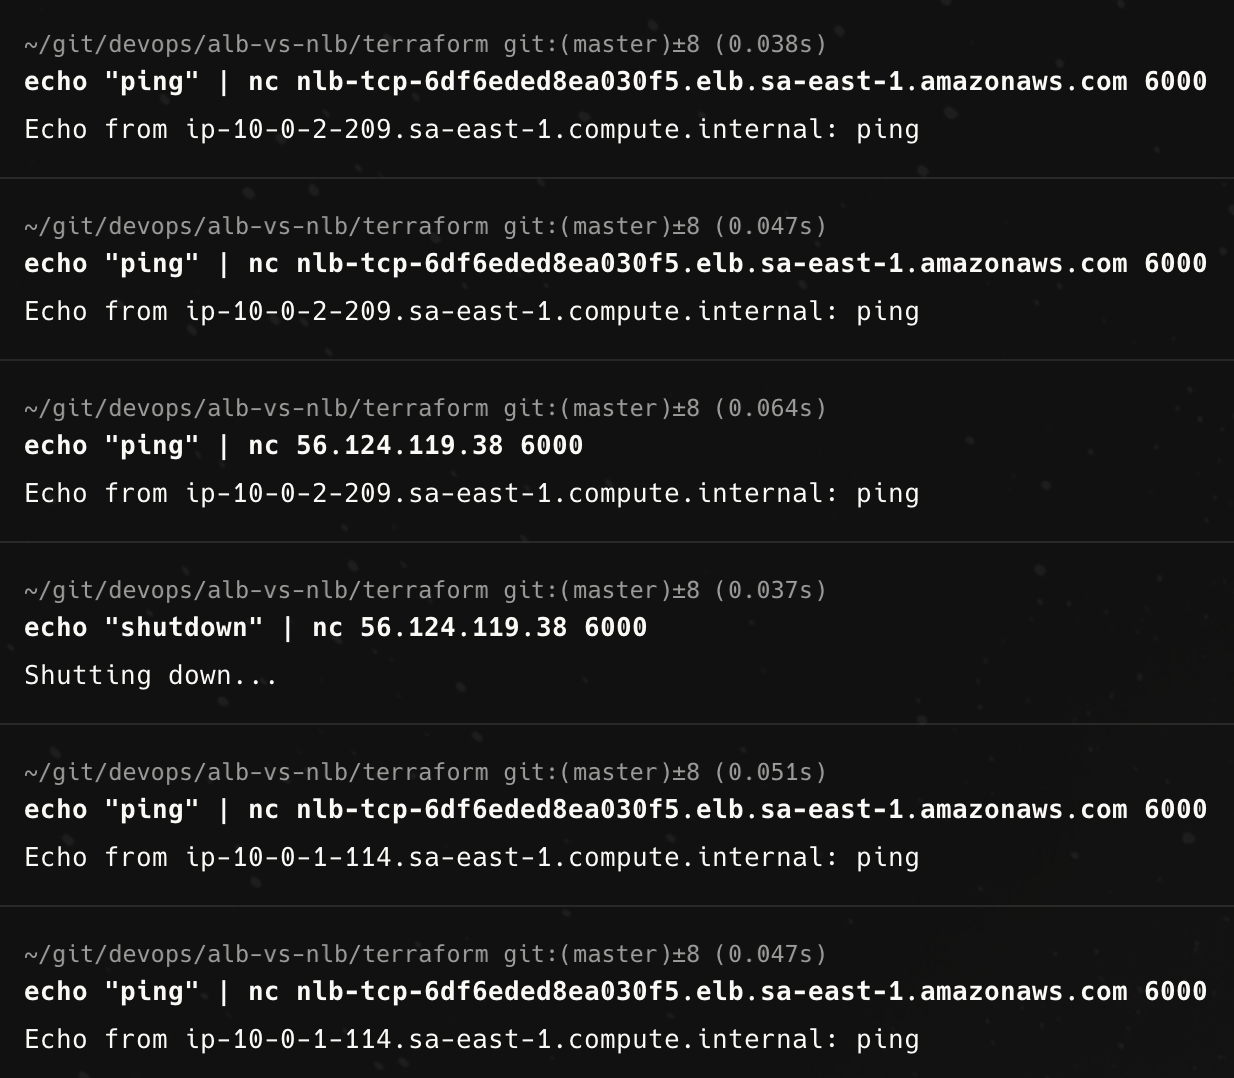 ~/git/devops/alb-vs-nlb/terraform git:(master)±8 (0.038s)
echo "ping" | nc nlb-tcp-6df6eded8ea030f5.elb.sa-east-1.amazonaws.com 6000
Echo from ip-10-0-2-209.sa-east-1.compute.internal: ping
~/git/devops/alb-vs-nlb/terraform git:(master)±8 (0.047s)
echo "ping" | nc nlb-tcp-6df6eded8ea030f5.elb.sa-east-1.amazonaws.com 6000
Echo from ip-10-0-2-209.sa-east-1.compute.internal: ping
~/git/devops/alb-vs-nlb/terraform git:(master)±8 (0.064s)
echo "ping" | nc 56.124.119.38 6000
Echo from ip-10-0-2-209.sa-east-1.compute.internal: ping
~/git/devops/alb-vs-nlb/terraform git:(master)±8 (0.037s)
echo "shutdown" | nc 56.124.119.38 6000
Shutting down...
~/git/devops/alb-vs-nlb/terraform git:(master)±8 (0.051s)
echo "ping" | nc nlb-tcp-6df6eded8ea030f5.elb.sa-east-1.amazonaws.com 6000
Echo from ip-10-0-1-114.sa-east-1.compute.internal: ping
~/git/devops/alb-vs-nlb/terraform git:(master)±8 (0.047s)
echo "ping" | nc nlb-tcp-6df6eded8ea030f5.elb.sa-east-1.amazonaws.com 6000
Echo from ip-10-0-1-114.sa-east-1.compute.internal: ping